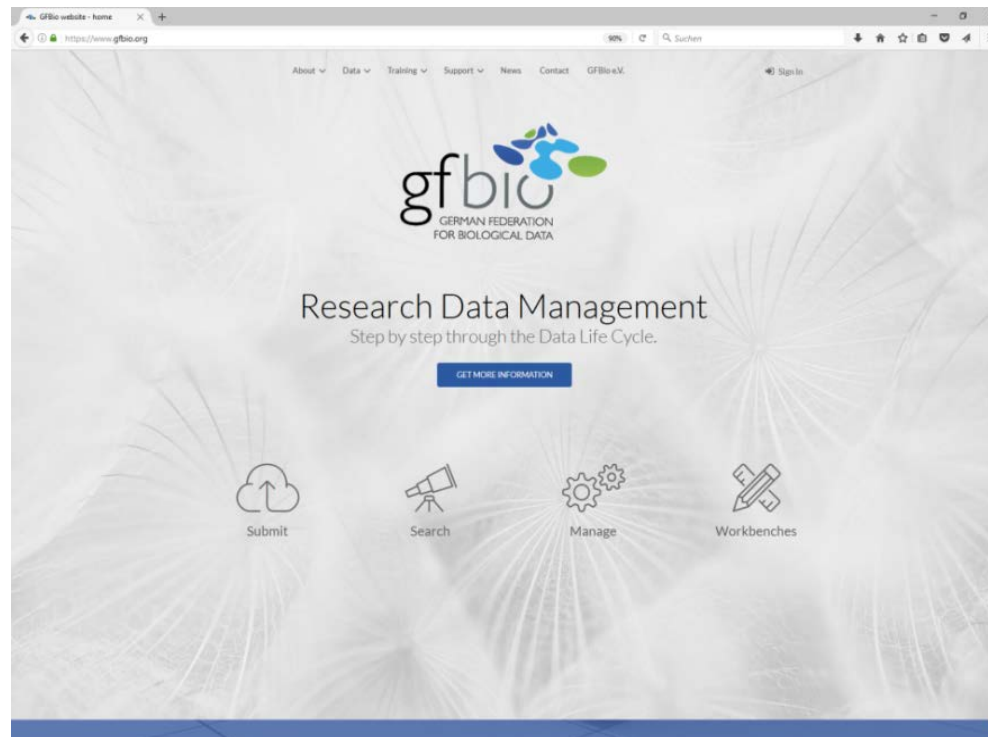 GFBio website - home
https://www.gfbio.org
90%
Suchen
About Data Training Support News Contact GFBio e.V. Sign In
gfbio
GERMAN FEDERATION
FOR BIOLOGICAL DATA
Research Data Management
Step by step through the Data Life Cycle.
GET MORE INFORMATION
Submit Search Manage Workbenches